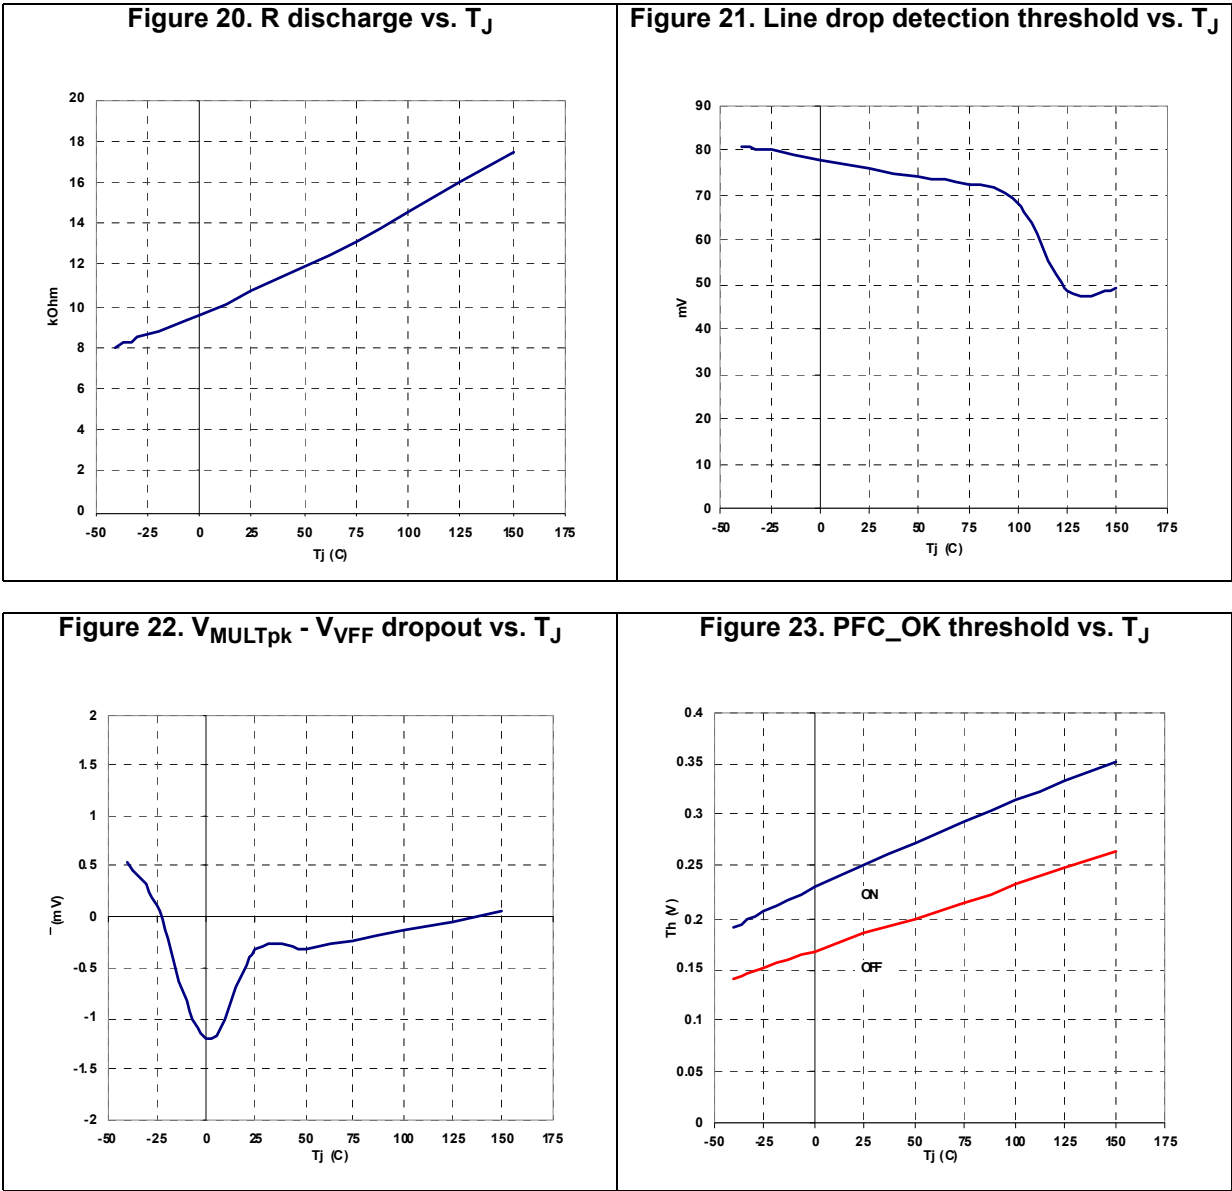 Figure 20. R discharge vs. TJ
20
18
16
14
12
10
8
6
4
2
0
kOhm
-50 -25 0 25 50 75 100 125 150 175
Tj (C)
Figure 21. Line drop detection threshold vs. TJ
90
80
70
60
50
40
30
20
10
0
mV
-50 -25 0 25 50 75 100 125 150 175
Tj (C)
Figure 22. VMULTpk - VVFF dropout vs. TJ
2
1.5
1
0.5
0
-0.5
-1
-1.5
-2
(mV)
-50 -25 0 25 50 75 100 125 150 175
Tj (C)
Figure 23. PFC_OK threshold vs. TJ
0.4
0.35
0.3
0.25
0.2
0.15
0.1
0.05
0
Th (V)
ON
OFF
-50 -25 0 25 50 75 100 125 150 175
Tj (C)